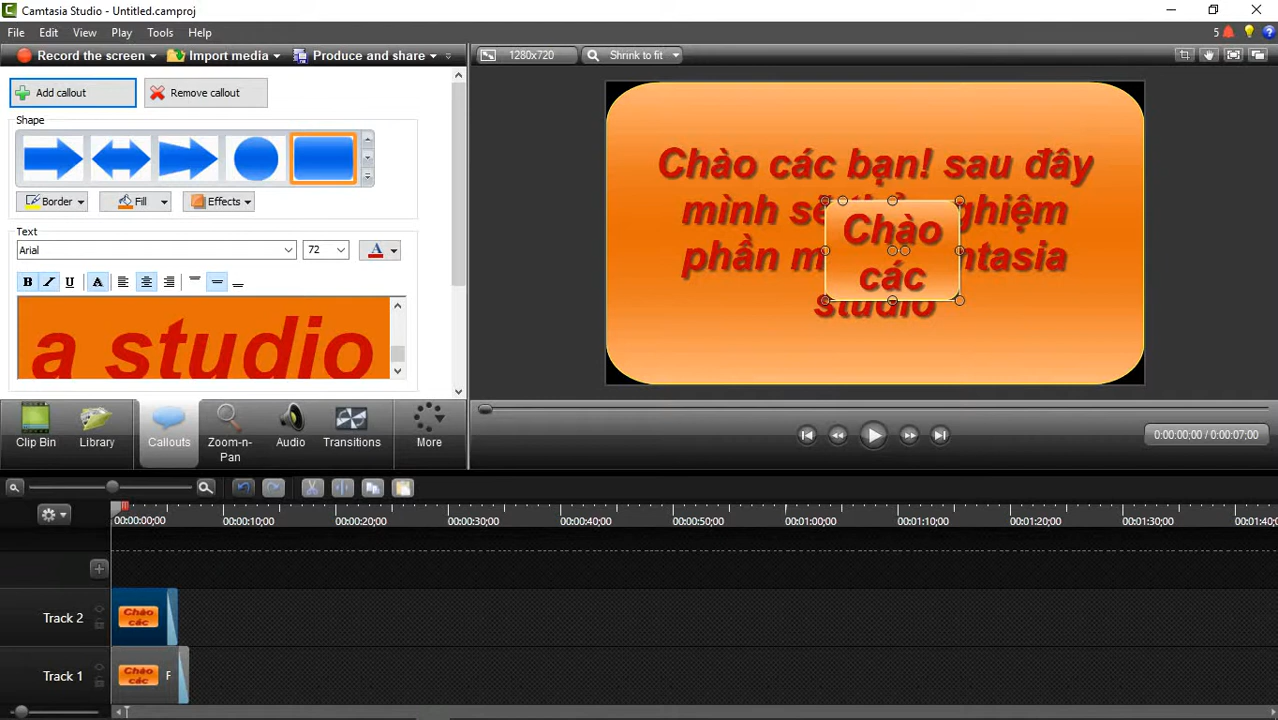 Camtasia Studio - Untitled.camproj
File Edit View Play Tools Help
5
Record the screen Import media Produce and share
1280x720 Shrink to fit
Add callout Remove callout
Shape
Border Fill Effects
Text
Arial 72 A
B I U A
a studio
Chào các bạn! sau đây
mình sẽ nghiệm
phần m ntasia
studio
Chào
các
Clip Bin Library Callouts Zoom-n-Pan Audio Transitions More
0:00:00;00 / 0:00:07;00
00:00:00;00 00:00:10;00 00:00:20;00 00:00:30;00 00:00:40;00 00:00:50;00 00:01:00;00 00:01:10;00 00:01:20;00 00:01:30;00 00:01:40;0
Track 2 Chào các
Track 1 Chào các F